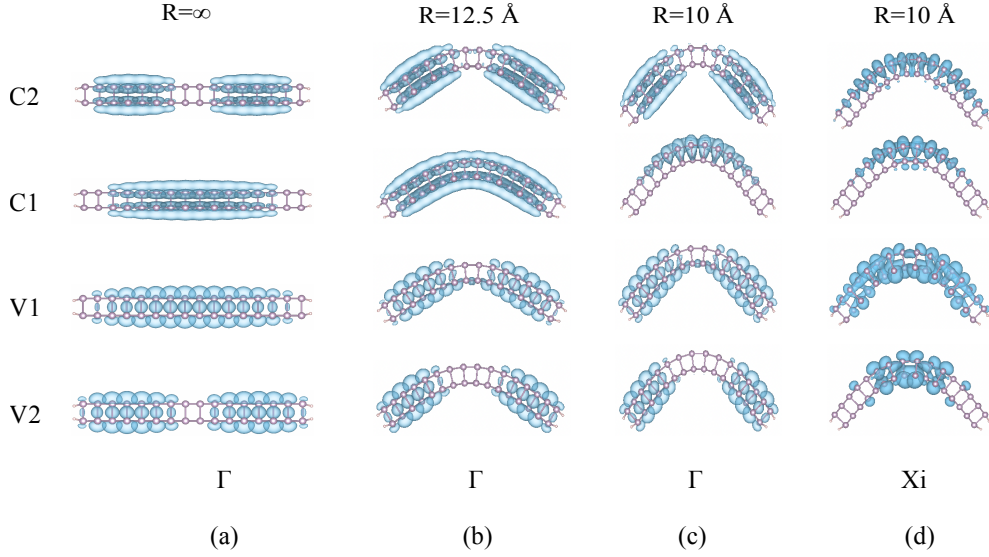 R=∞ R=12.5 Å R=10 Å R=10 Å
C2
C1
V1
V2
Γ Γ Γ Xi
(a) (b) (c) (d)